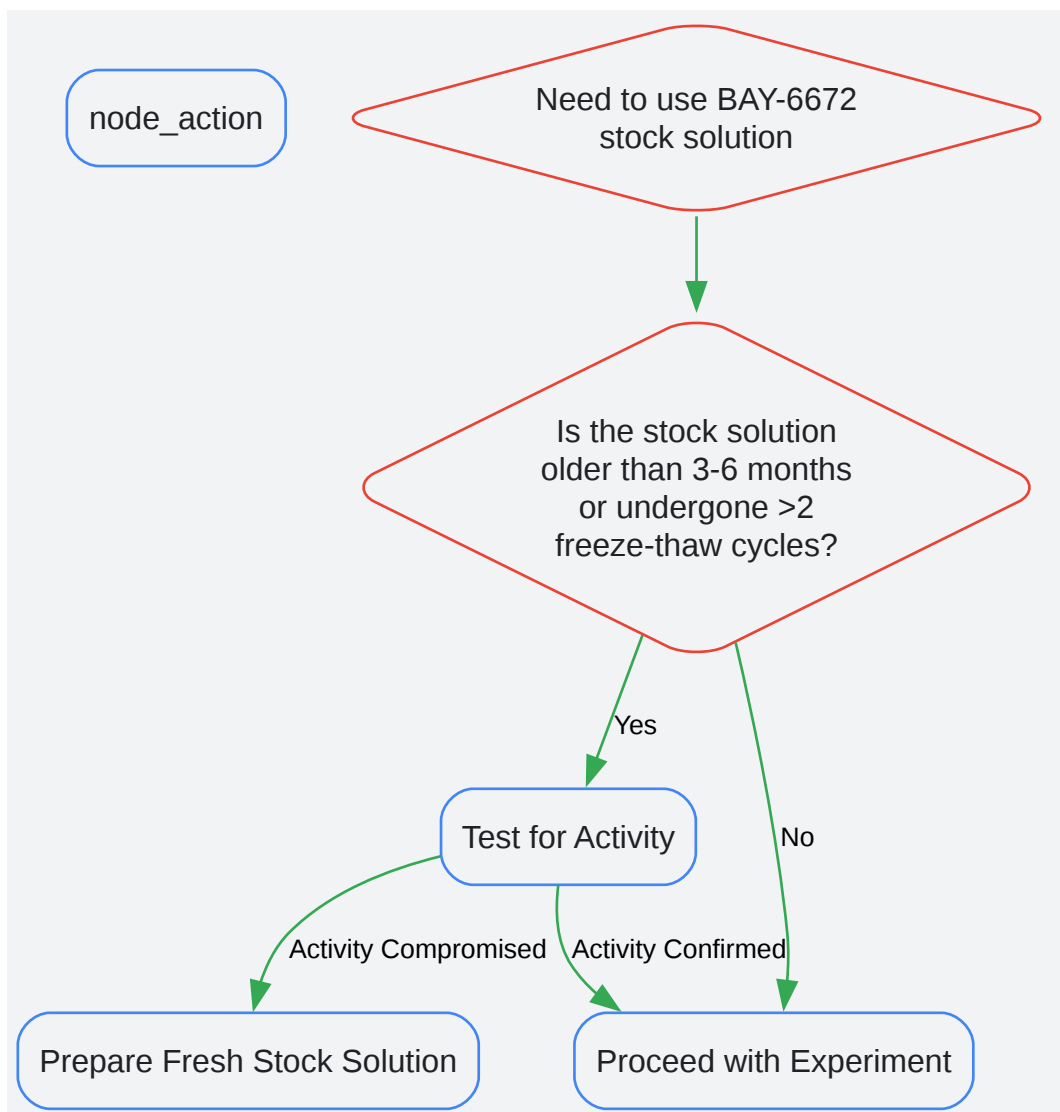 node_action
Need to use BAY-6672
stock solution
Is the stock solution
older than 3-6 months
or undergone >2
freeze-thaw cycles?
Yes
Test for Activity
No
Activity Compromised
Activity Confirmed
Prepare Fresh Stock Solution
Proceed with Experiment